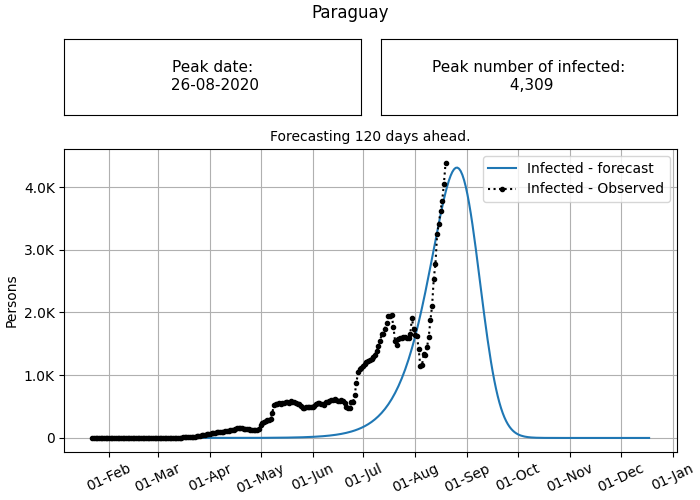 Paraguay
Peak date:
26-08-2020
Peak number of infected:
4,309
Forecasting 120 days ahead.
Infected - forecast
Infected - Observed
Persons
4.0K
3.0K
2.0K
1.0K
0
01-Feb
01-Mar
01-Apr
01-May
01-Jun
01-Jul
01-Aug
01-Sep
01-Oct
01-Nov
01-Dec
01-Jan